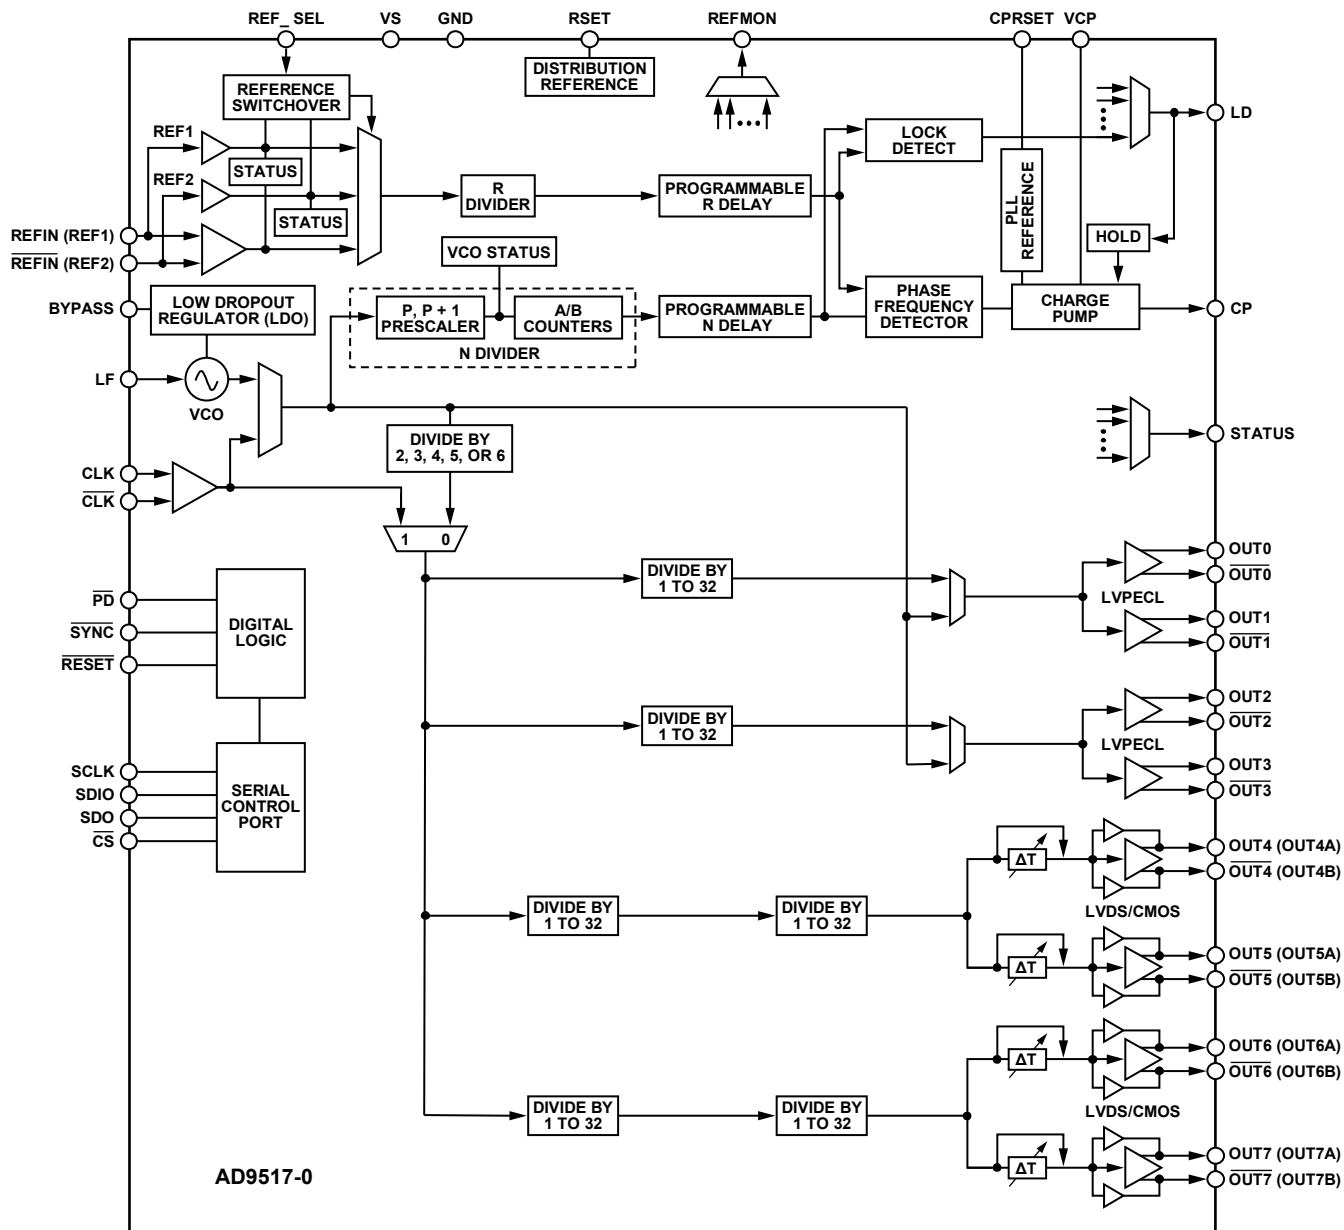 REF_SEL VS GND RSET REFMON CPRSET VCP
DISTRIBUTION
REFERENCE
REFERENCE
SWITCHOVER
REF1
STATUS
REF2
STATUS
REFIN (REF1)
REFIN (REF2)
R
DIVIDER
PROGRAMMABLE
R DELAY
LOCK
DETECT
LD
PLL
REFERENCE
HOLD
VCO STATUS
BYPASS
LOW DROPOUT
REGULATOR (LDO)
P, P + 1
PRESCALER
A/B
COUNTERS
N DIVIDER
PROGRAMMABLE
N DELAY
PHASE
FREQUENCY
DETECTOR
CHARGE
PUMP
CP
LF
VCO
STATUS
DIVIDE BY
2, 3, 4, 5, OR 6
CLK
CLK
1 0
DIVIDE BY
1 TO 32
OUT0
OUT0
LVPECL
OUT1
OUT1
PD
SYNC
RESET
DIGITAL
LOGIC
DIVIDE BY
1 TO 32
OUT2
OUT2
LVPECL
OUT3
OUT3
SCLK
SDIO
SDO
CS
SERIAL
CONTROL
PORT
ΔT
OUT4 (OUT4A)
OUT4 (OUT4B)
DIVIDE BY
1 TO 32
DIVIDE BY
1 TO 32
LVDS/CMOS
ΔT
OUT5 (OUT5A)
OUT5 (OUT5B)
ΔT
OUT6 (OUT6A)
OUT6 (OUT6B)
DIVIDE BY
1 TO 32
DIVIDE BY
1 TO 32
LVDS/CMOS
ΔT
OUT7 (OUT7A)
OUT7 (OUT7B)
AD9517-0